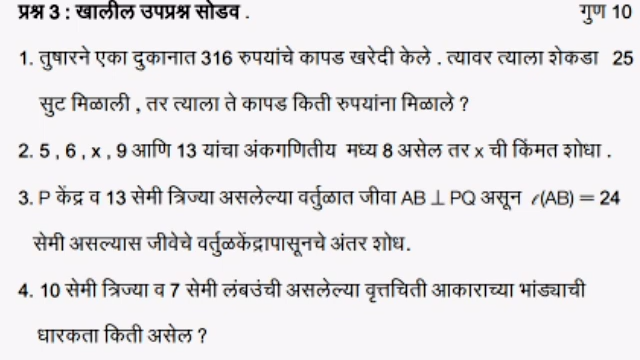 प्रश्न 3 : खालील उपप्रश्न सोडव . गुण 10
1. तुषारने एका दुकानात 316 रुपयांचे कापड खरेदी केले . त्यावर त्याला शेकडा 25
सुट मिळाली , तर त्याला ते कापड किती रुपयांना मिळाले ?
2. 5 , 6 , x , 9 आणि 13 यांचा अंकगणितीय मध्य 8 असेल तर x ची किंमत शोधा .
3. P केंद्र व 13 सेमी त्रिज्या असलेल्या वर्तुळात जीवा AB ⊥ PQ असून 𝓁(AB) = 24
सेमी असल्यास जीवेचे वर्तुळकेंद्रापासूनचे अंतर शोध.
4. 10 सेमी त्रिज्या व 7 सेमी लंबउंची असलेल्या वृत्तचिती आकाराच्या भांड्याची
धारकता किती असेल ?